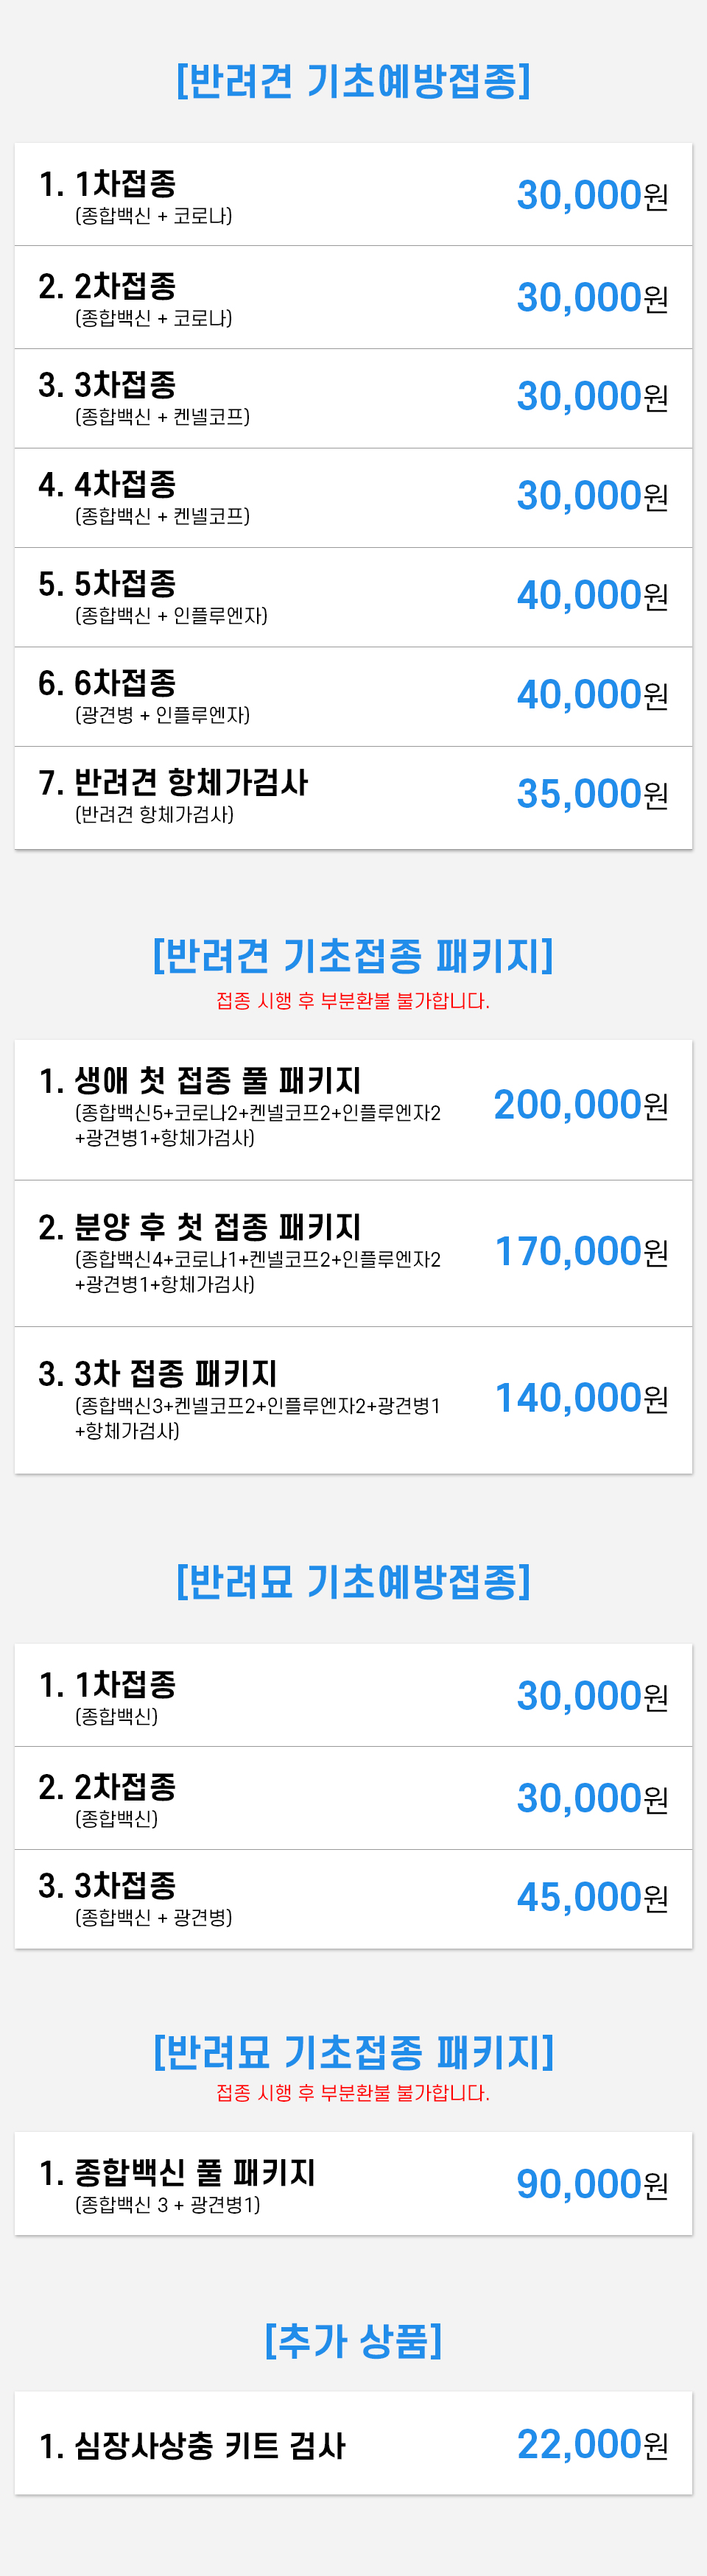 [반려견 기초예방접종]
1. 1차접종
(종합백신 + 코로나)
30,000원
2. 2차접종
(종합백신 + 코로나)
30,000원
3. 3차접종
(종합백신 + 켄넬코프)
30,000원
4. 4차접종
(종합백신 + 켄넬코프)
30,000원
5. 5차접종
(종합백신 + 인플루엔자)
40,000원
6. 6차접종
(광견병 + 인플루엔자)
40,000원
7. 반려견 항체가검사
(반려견 항체가검사)
35,000원
[반려견 기초접종 패키지]
접종 시행 후 부분환불 불가합니다.
1. 생애 첫 접종 풀 패키지
(종합백신5+코로나2+켄넬코프2+인플루엔자2
+광견병1+항체가검사)
200,000원
2. 분양 후 첫 접종 패키지
(종합백신4+코로나1+켄넬코프2+인플루엔자2
+광견병1+항체가검사)
170,000원
3. 3차 접종 패키지
(종합백신3+켄넬코프2+인플루엔자2+광견병1
+항체가검사)
140,000원
[반려묘 기초예방접종]
1. 1차접종
(종합백신)
30,000원
2. 2차접종
(종합백신)
30,000원
3. 3차접종
(종합백신 + 광견병)
45,000원
[반려묘 기초접종 패키지]
접종 시행 후 부분환불 불가합니다.
1. 종합백신 풀 패키지
(종합백신 3 + 광견병1)
90,000원
[추가 상품]
1. 심장사상충 키트 검사
22,000원